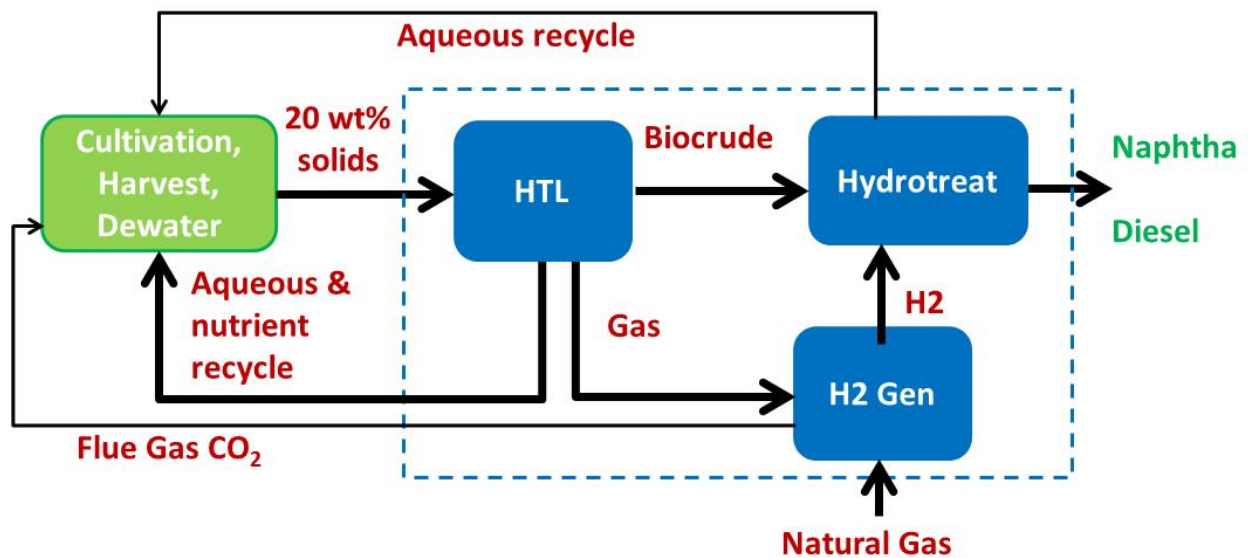 Aqueous recycle
Cultivation,
Harvest,
Dewater
20 wt%
solids
HTL
Biocrude
Hydrotreat
Naphtha
Diesel
Aqueous &
nutrient
recycle
Gas
H2
H2 Gen
Flue Gas CO₂
Natural Gas